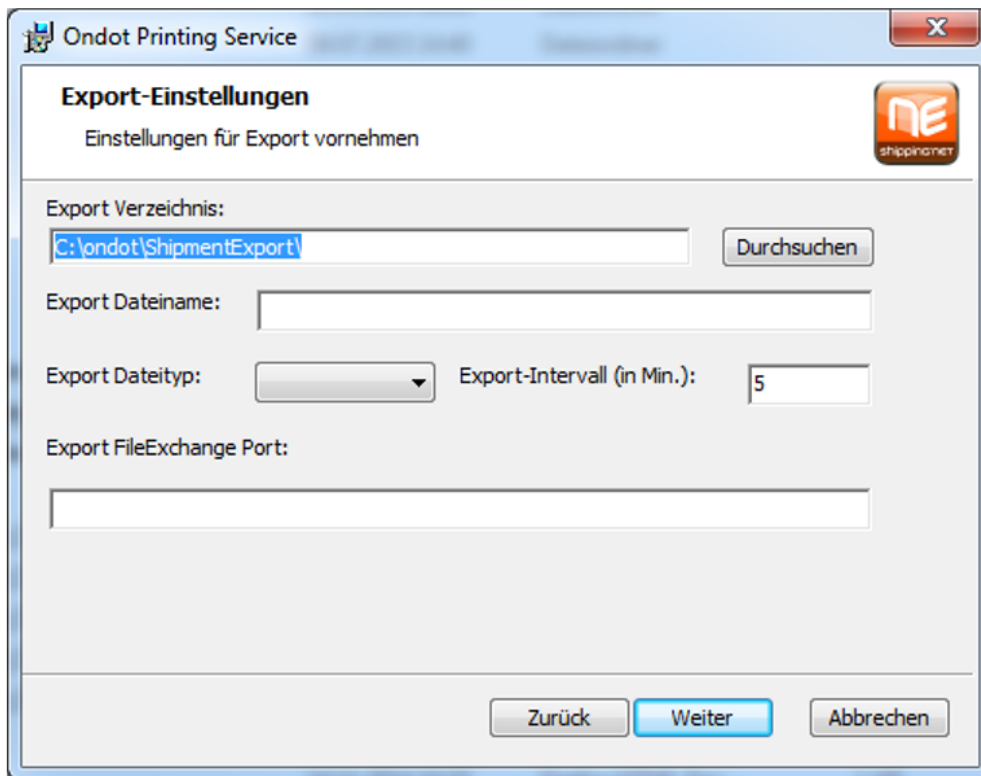 Ondot Printing Service
Export-Einstellungen
Einstellungen für Export vornehmen
shippingnet
Export Verzeichnis:
C:\ondot\ShipmentExport\
Durchsuchen
Export Dateiname:
Export Dateityp:
Export-Intervall (in Min.):
5
Export FileExchange Port:
Zurück
Weiter
Abbrechen